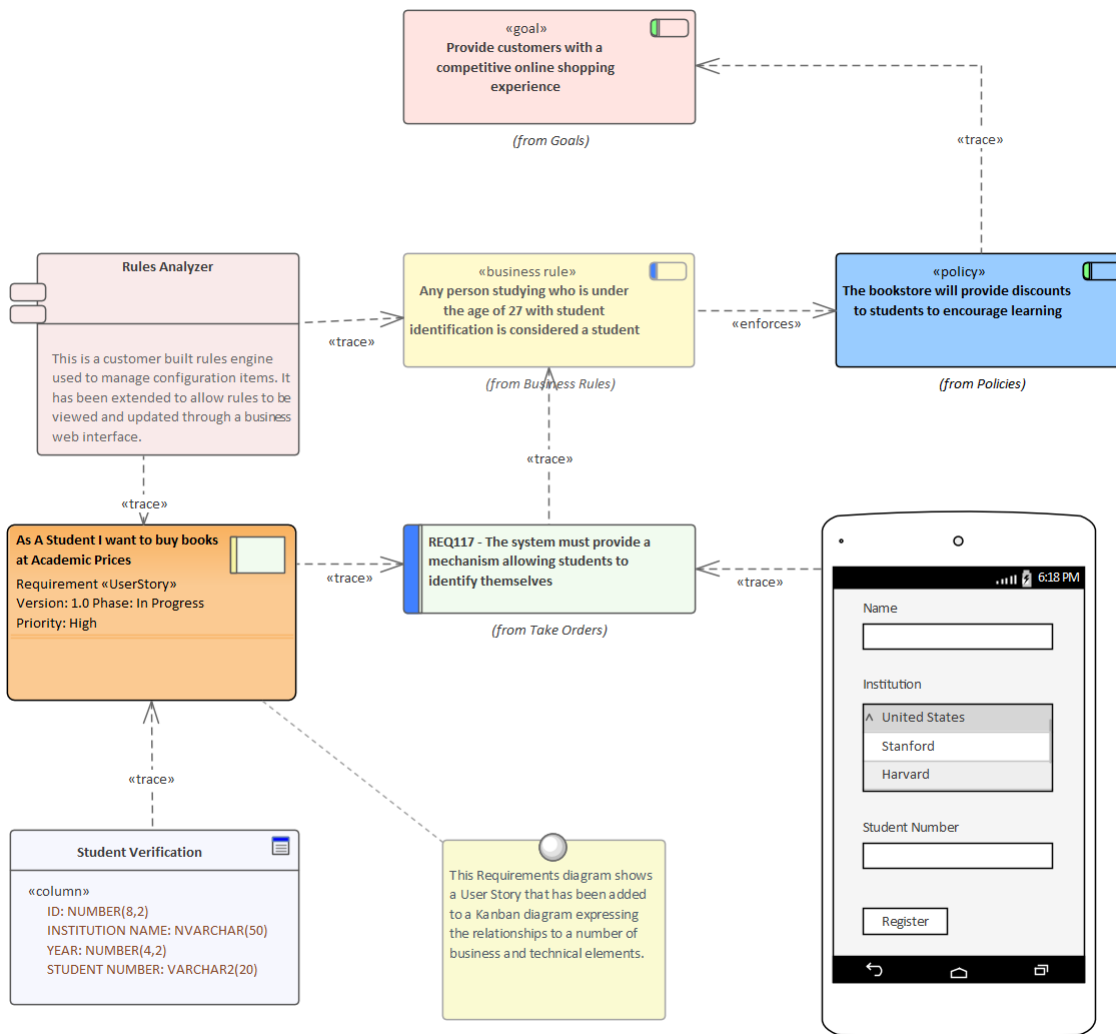 «goal»
Provide customers with a
competitive online shopping
experience
(from Goals)
«trace»
Rules Analyzer
This is a customer built rules engine
used to manage configuration items. It
has been extended to allow rules to be
viewed and updated through a business
web interface.
«trace»
«business rule»
Any person studying who is under
the age of 27 with student
identification is considered a student
(from Business Rules)
«enforces»
«policy»
The bookstore will provide discounts
to students to encourage learning
(from Policies)
«trace»
«trace»
As A Student I want to buy books
at Academic Prices
Requirement «UserStory»
Version: 1.0 Phase: In Progress
Priority: High
«trace»
REQ117 - The system must provide a
mechanism allowing students to
identify themselves
(from Take Orders)
«trace»
6:18 PM
Name
Institution
United States
Stanford
Harvard
Student Number
Register
«trace»
Student Verification
«column»
ID: NUMBER(8,2)
INSTITUTION NAME: NVARCHAR(50)
YEAR: NUMBER(4,2)
STUDENT NUMBER: VARCHAR2(20)
This Requirements diagram shows
a User Story that has been added
to a Kanban diagram expressing
the relationships to a number of
business and technical elements.